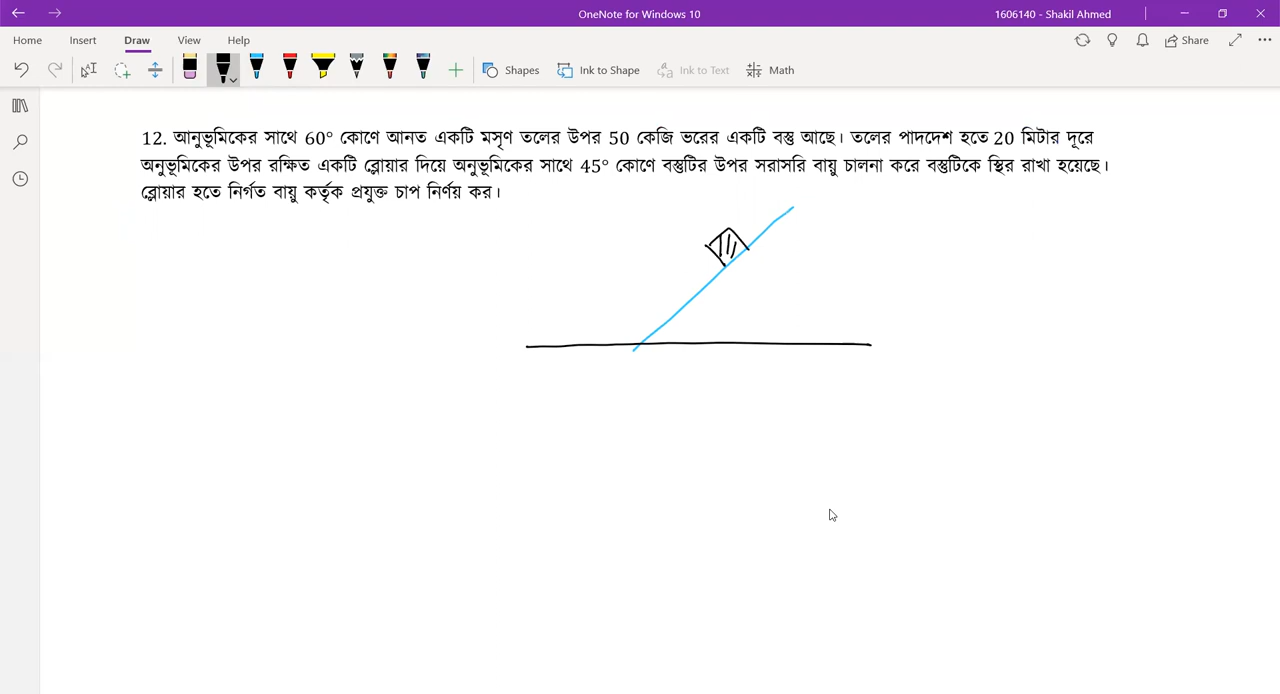 OneNote for Windows 10
1606140 - Shakil Ahmed
Home Insert Draw View Help
Share
Shapes Ink to Shape Ink to Text Math
12. আনুভূমিকের সাথে 60° কোণে আনত একটি মসৃণ তলের উপর 50 কেজি ভরের একটি বস্তু আছে। তলের পাদদেশ হতে 20 মিটার দূরে
অনুভূমিকের উপর রক্ষিত একটি ব্লোয়ার দিয়ে অনুভূমিকের সাথে 45° কোণে বস্তুটির উপর সরাসরি বায়ু চালনা করে বস্তুটিকে স্থির রাখা হয়েছে।
ব্লোয়ার হতে নির্গত বায়ু কর্তৃক প্রযুক্ত চাপ নির্ণয় কর।